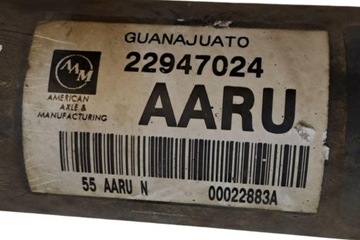 GUANAJUATO
22947024
AMERICAN
AXLE &
MANUFACTURING
AARU
55 AARU N 00022883A